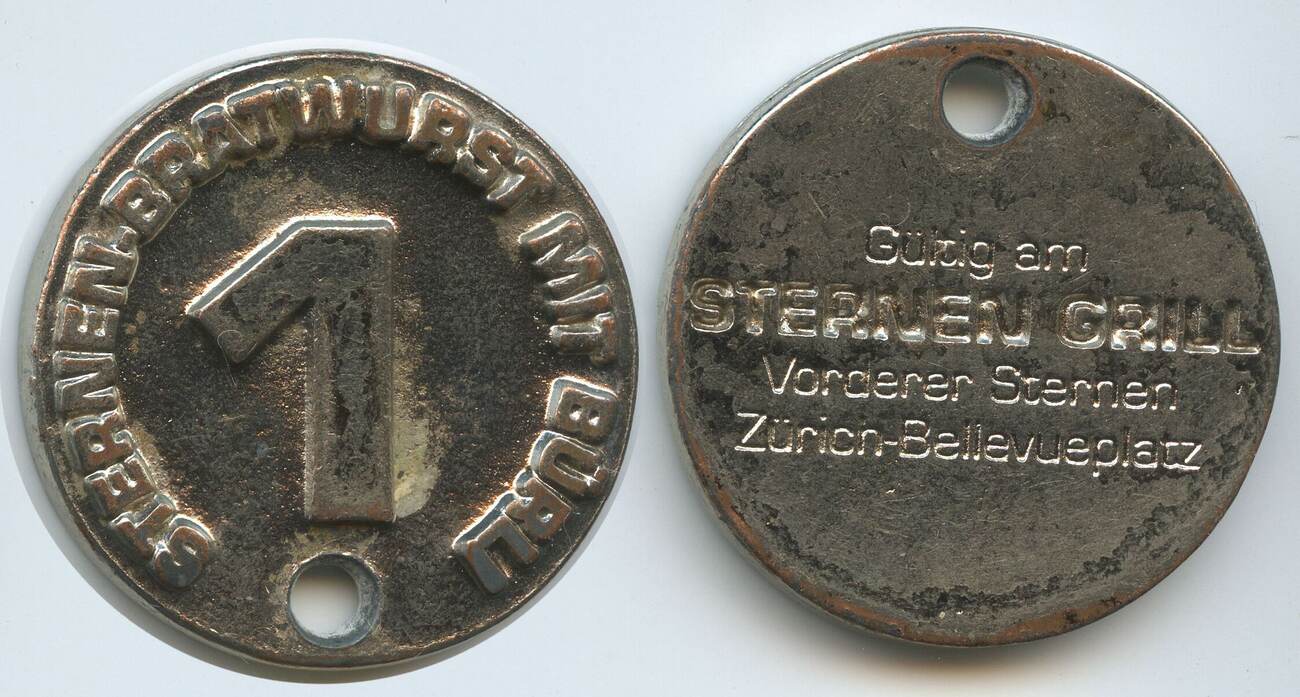 STERNEN-BRATWURST MIT BÜRLI
1
Gültig am
STERNEN GRILL
Vorderer Sternen
Zürich-Bellevueplatz